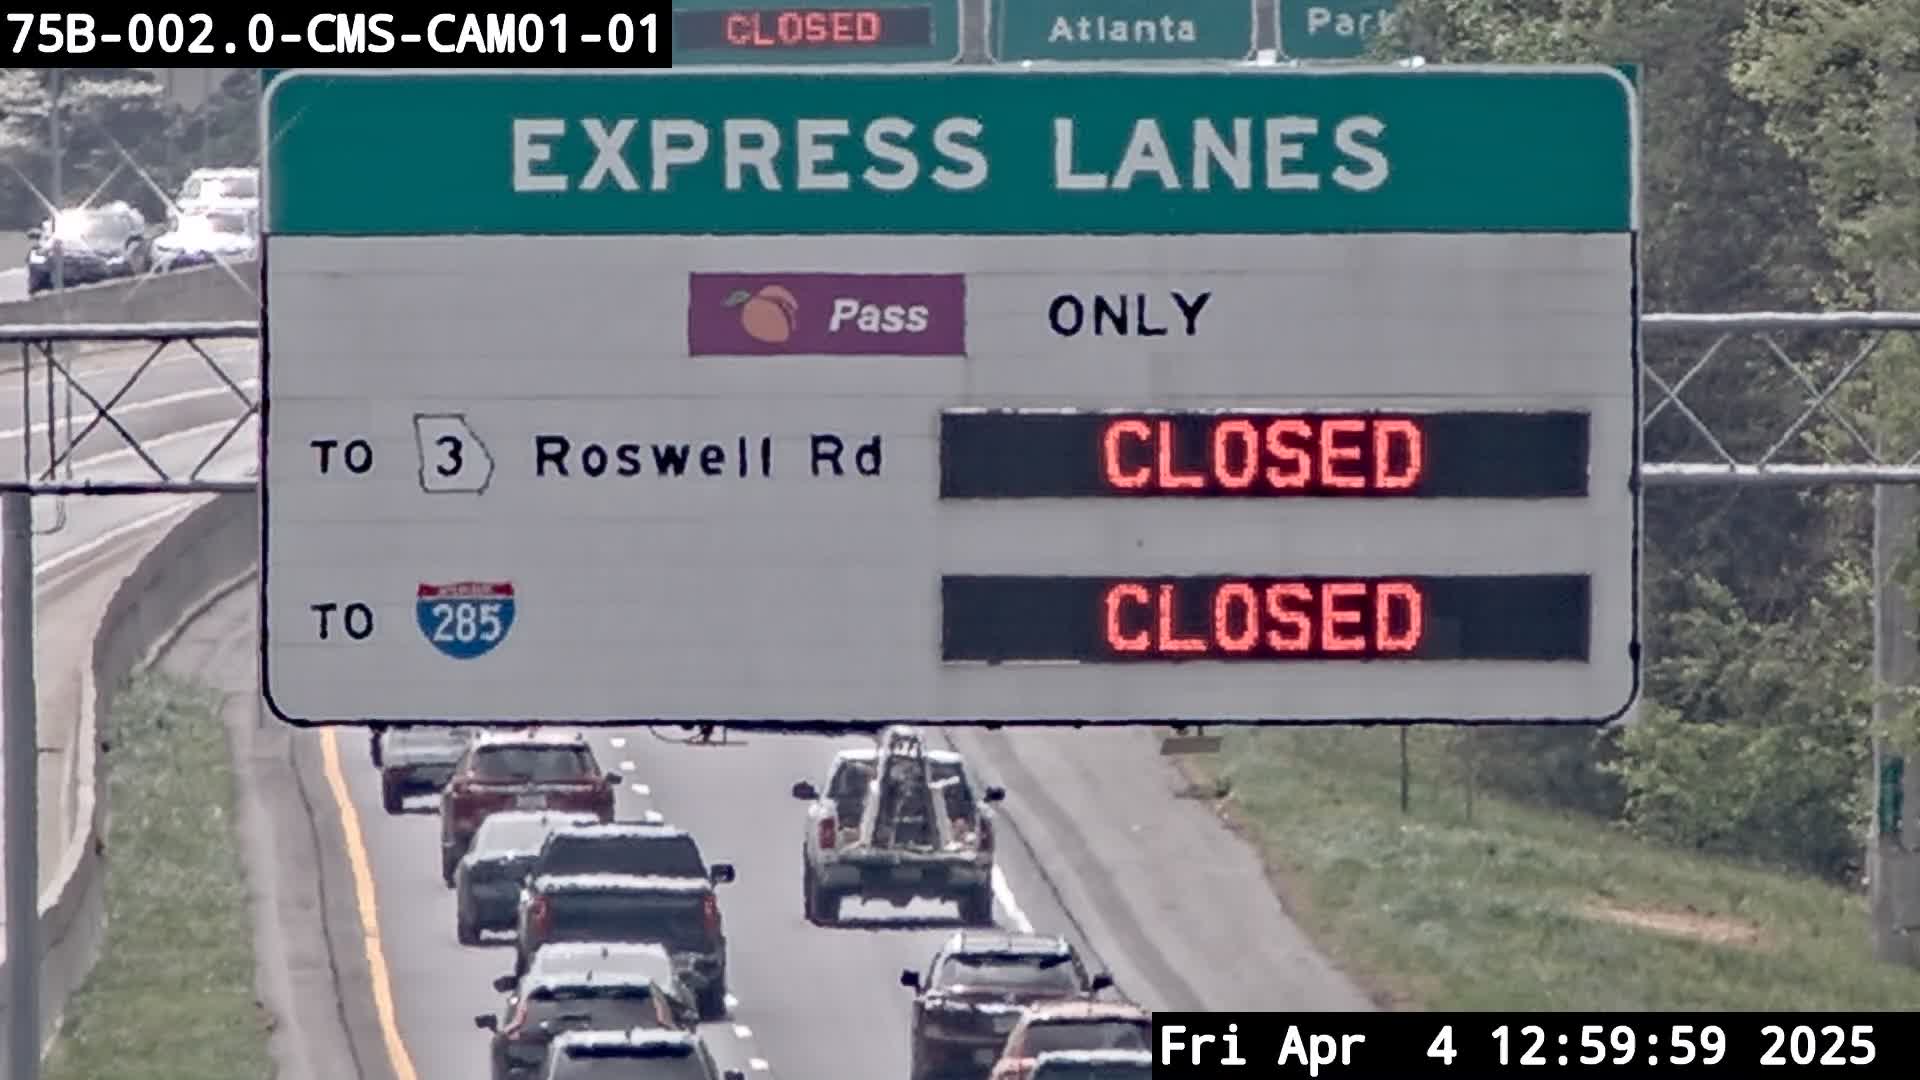 75B-002.0-CMS-CAM01-01
CLOSED
Atlanta
Park
EXPRESS LANES
Pass ONLY
TO 3 Roswell Rd CLOSED
TO 285 CLOSED
Fri Apr 4 12:59:59 2025